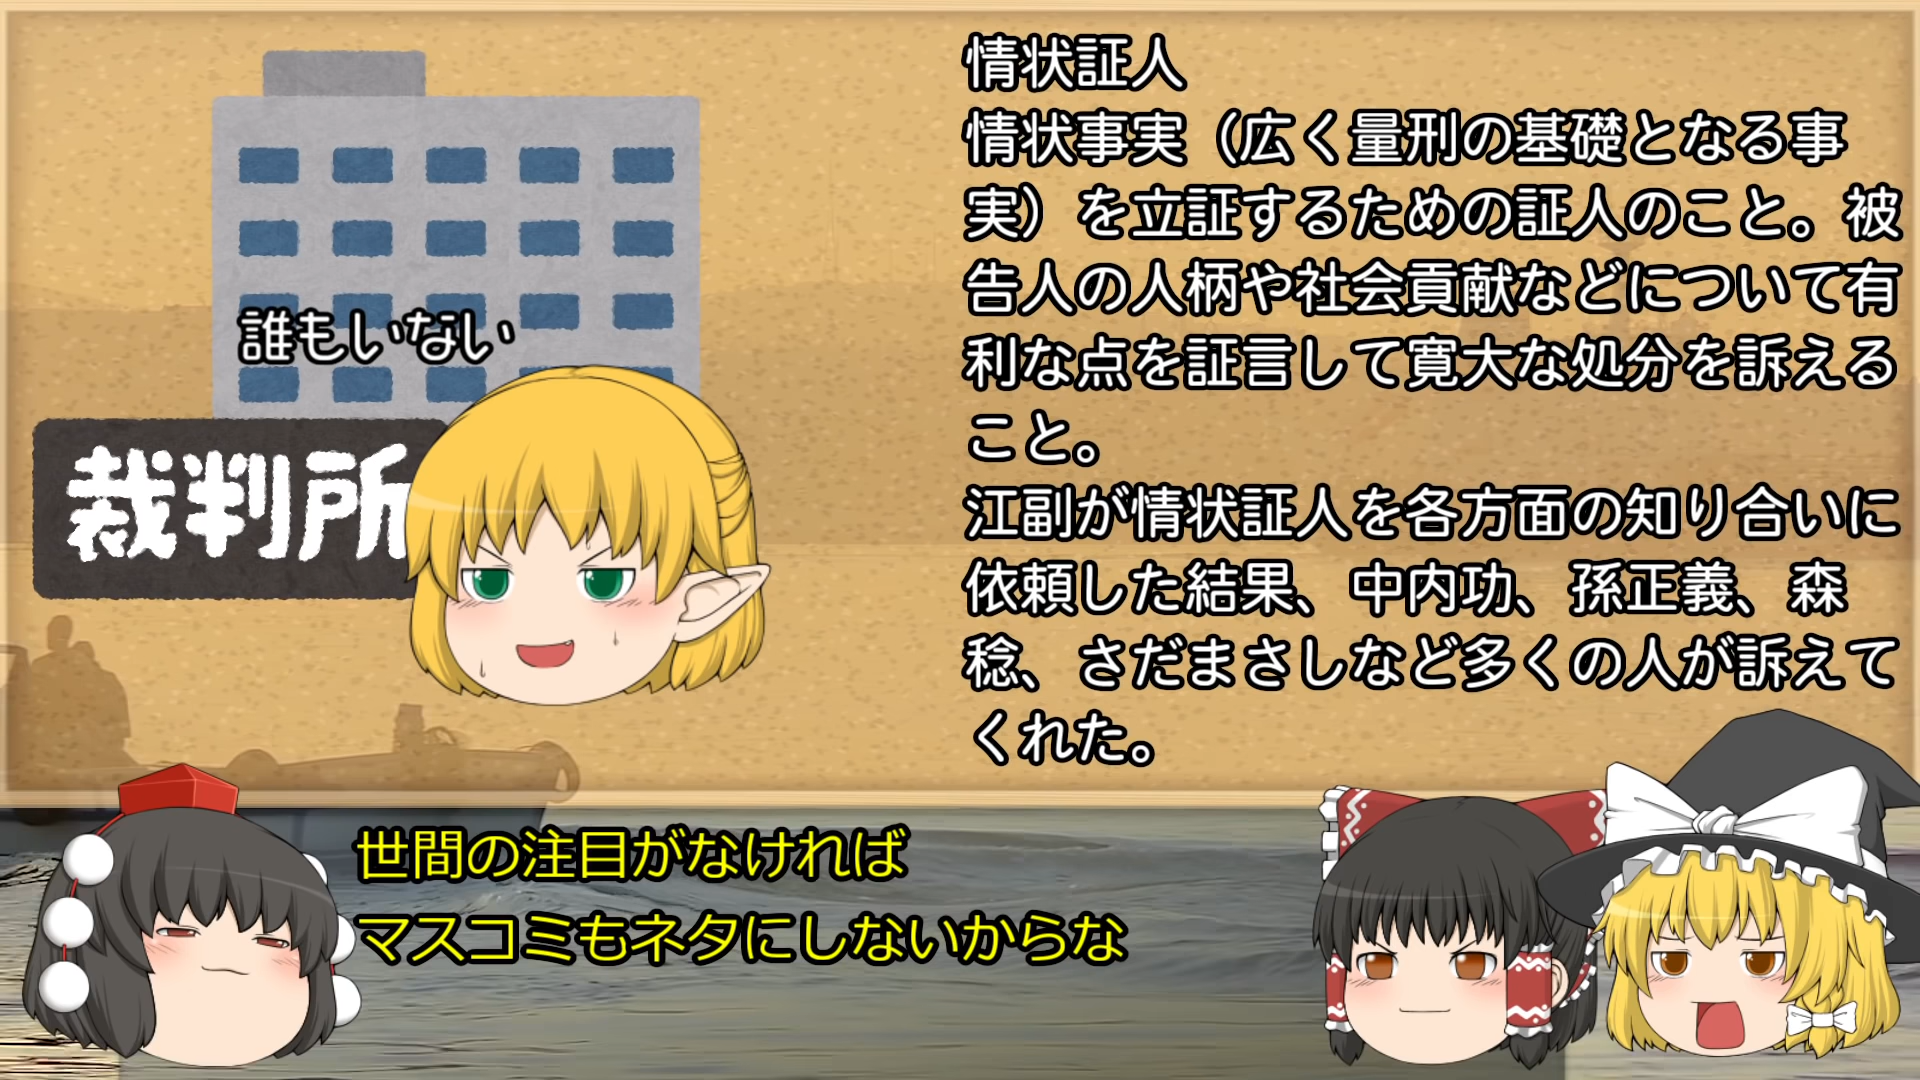 情状証人
情状事実（広く量刑の基礎となる事
実）を立証するための証人のこと。被
告人の人柄や社会貢献などについて有
利な点を証言して寛大な処分を訴える
こと。
江副が情状証人を各方面の知り合いに
依頼した結果、中内功、孫正義、森
稔、さだまさしなど多くの人が訴えて
くれた。
誰もいない
裁判所
世間の注目がなければ
マスコミもネタにしないからな